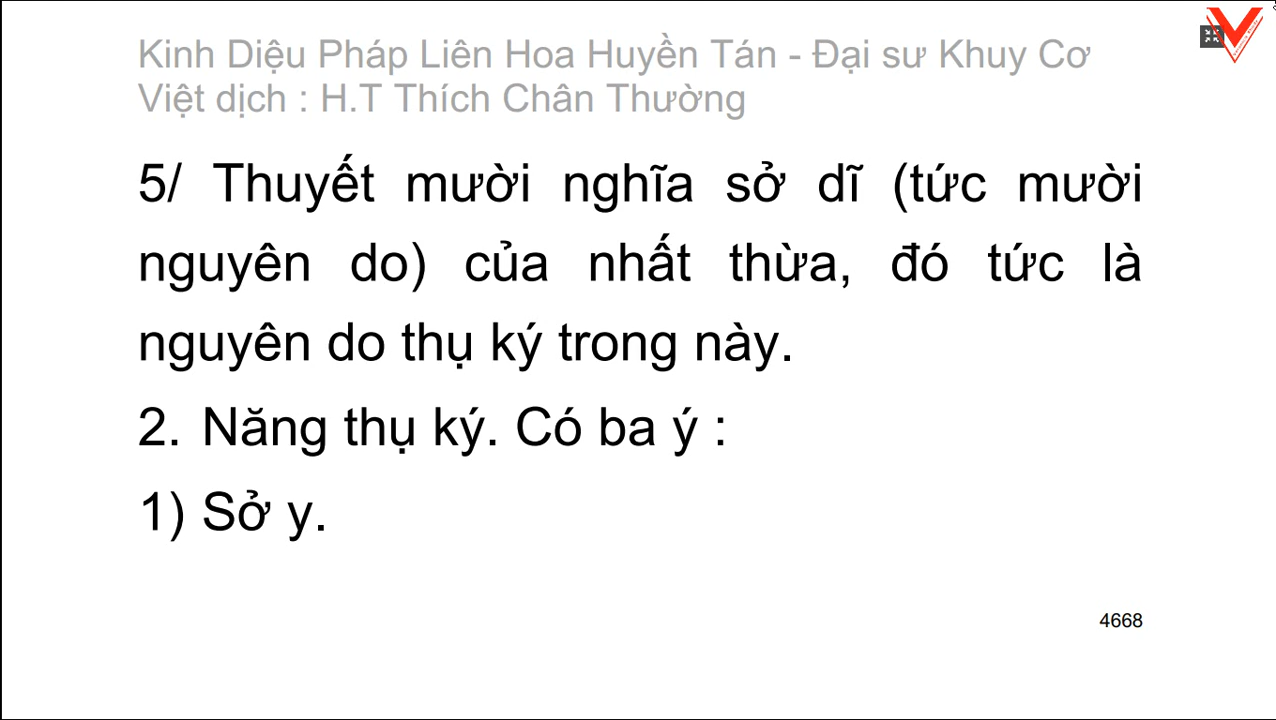 Kinh Diệu Pháp Liên Hoa Huyền Tán - Đại sư Khuy Cơ
Việt dịch : H.T Thích Chân Thường
5/ Thuyết mười nghĩa sở dĩ (tức mười
nguyên do) của nhất thừa, đó tức là
nguyên do thụ ký trong này.
2. Năng thụ ký. Có ba ý :
1) Sở y.
4668